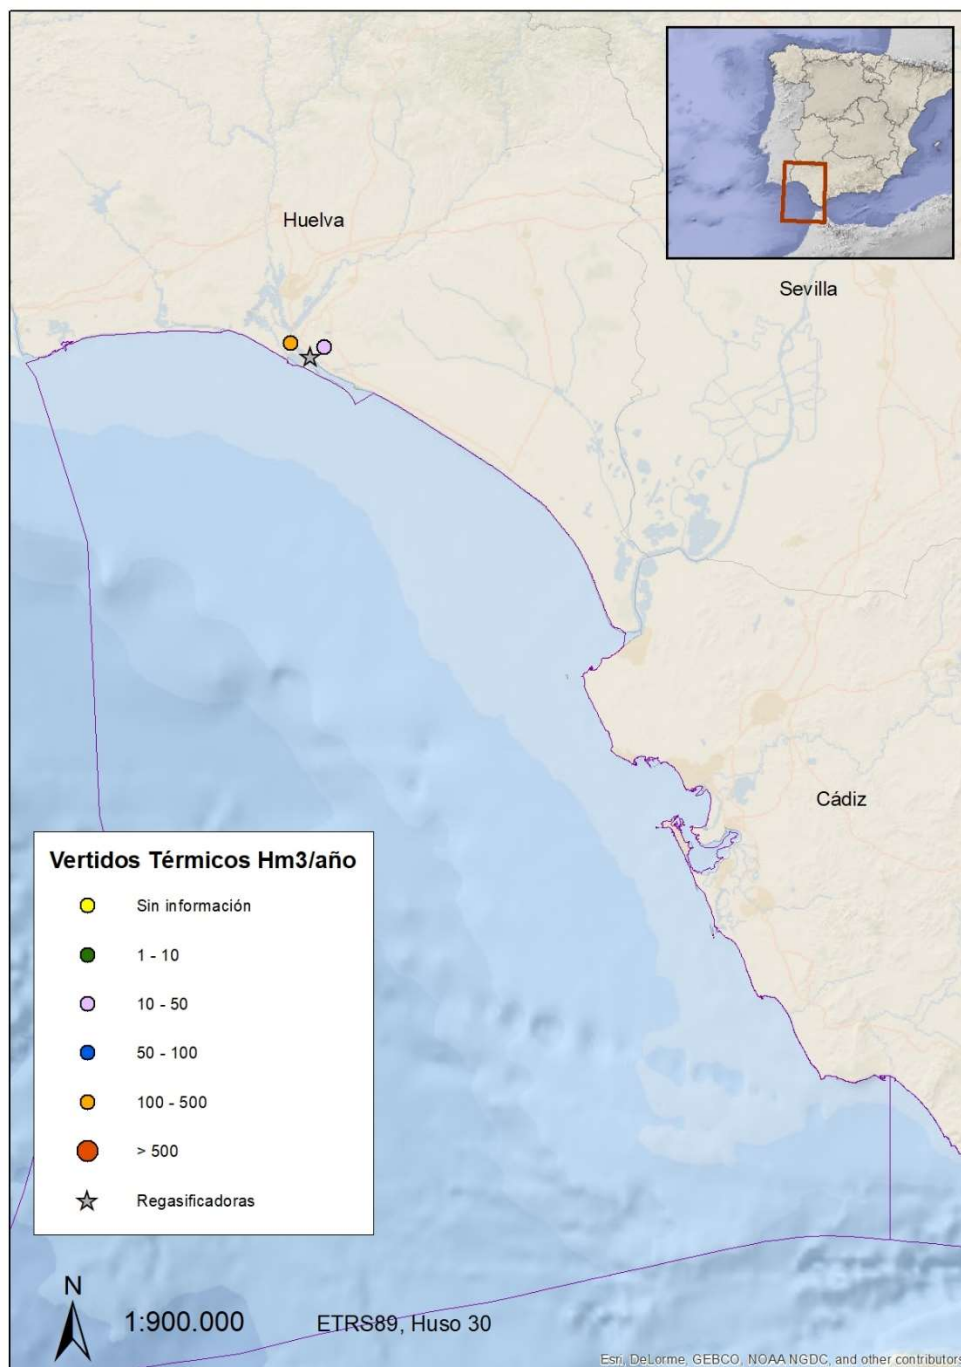 Huelva
Sevilla
Cádiz
Vertidos Térmicos Hm3/año
Sin información
1 - 10
10 - 50
50 - 100
100 - 500
> 500
Regasificadoras
N
1:900.000
ETRS89, Huso 30
Esri, DeLorme, GEBCO, NOAA NGDC, and other contributors